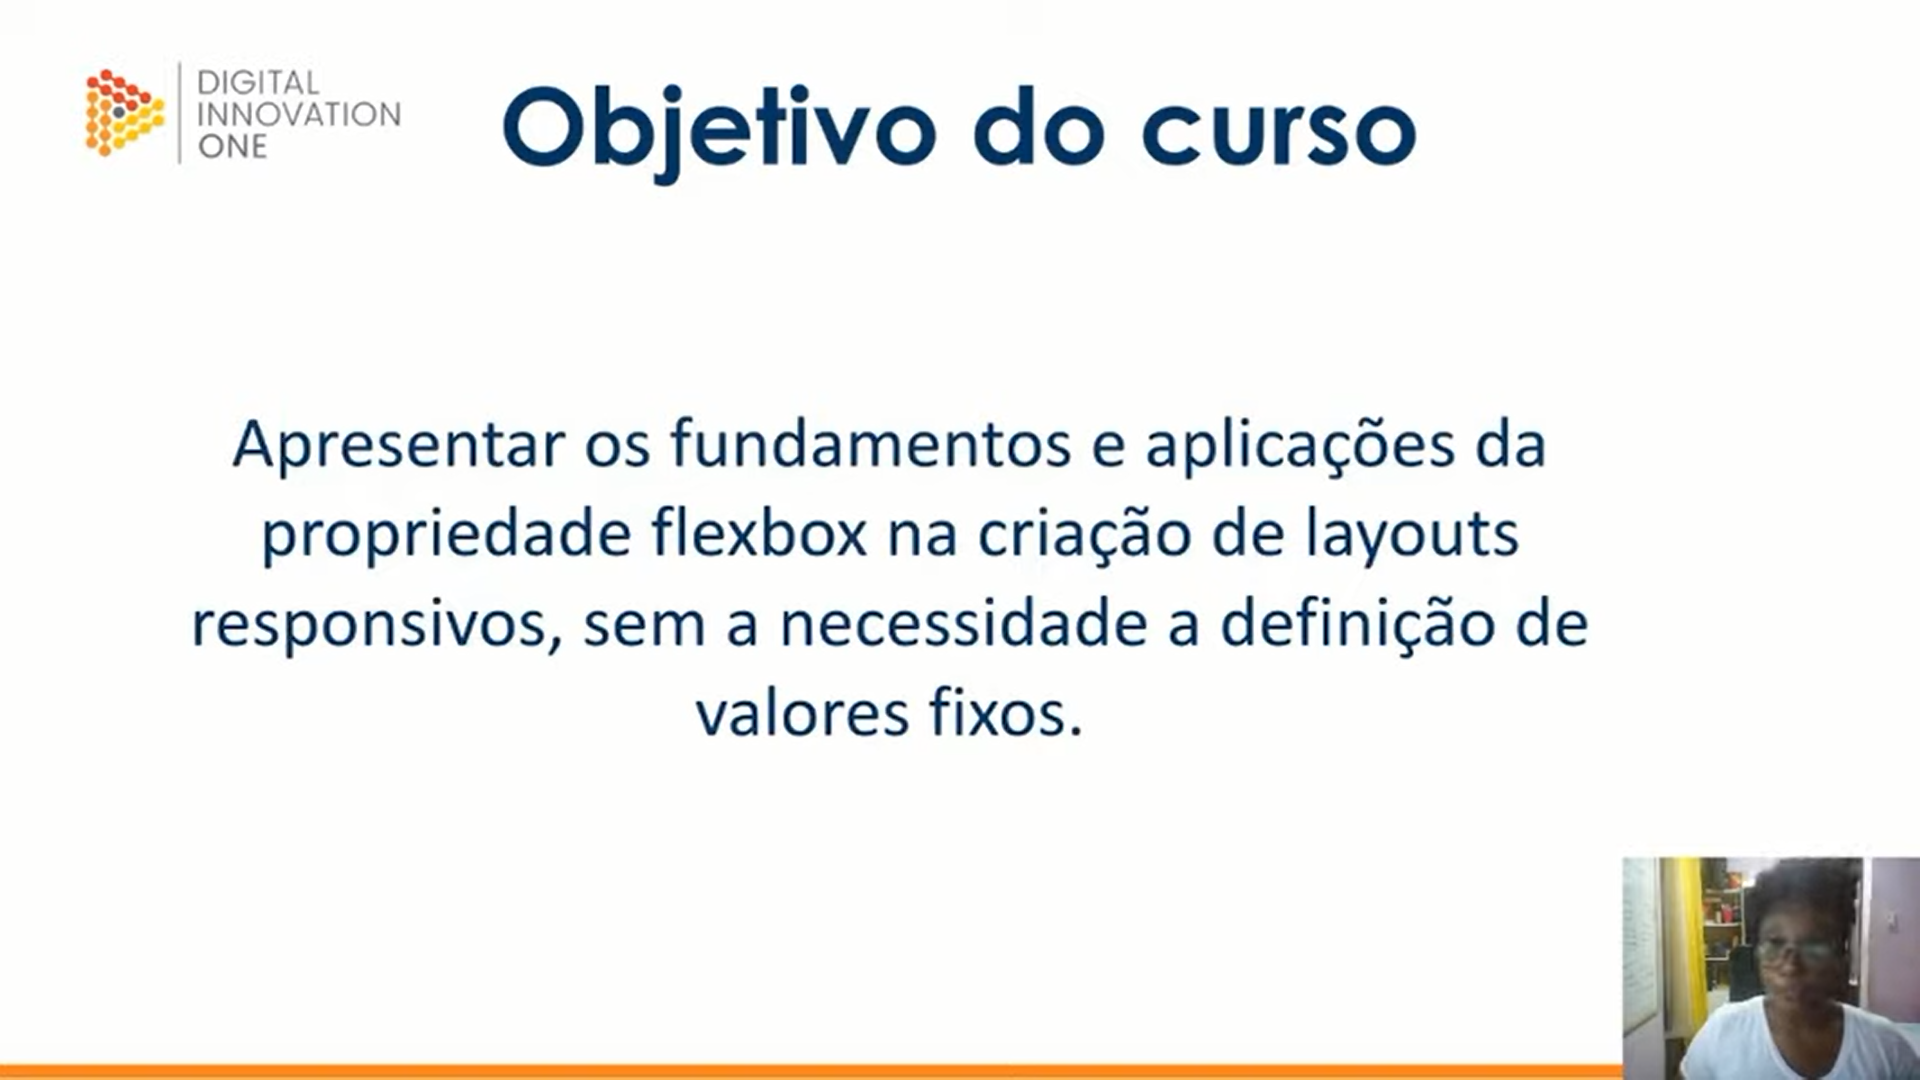 DIGITAL
INNOVATION
ONE
Objetivo do curso
Apresentar os fundamentos e aplicações da
propriedade flexbox na criação de layouts
responsivos, sem a necessidade a definição de
valores fixos.